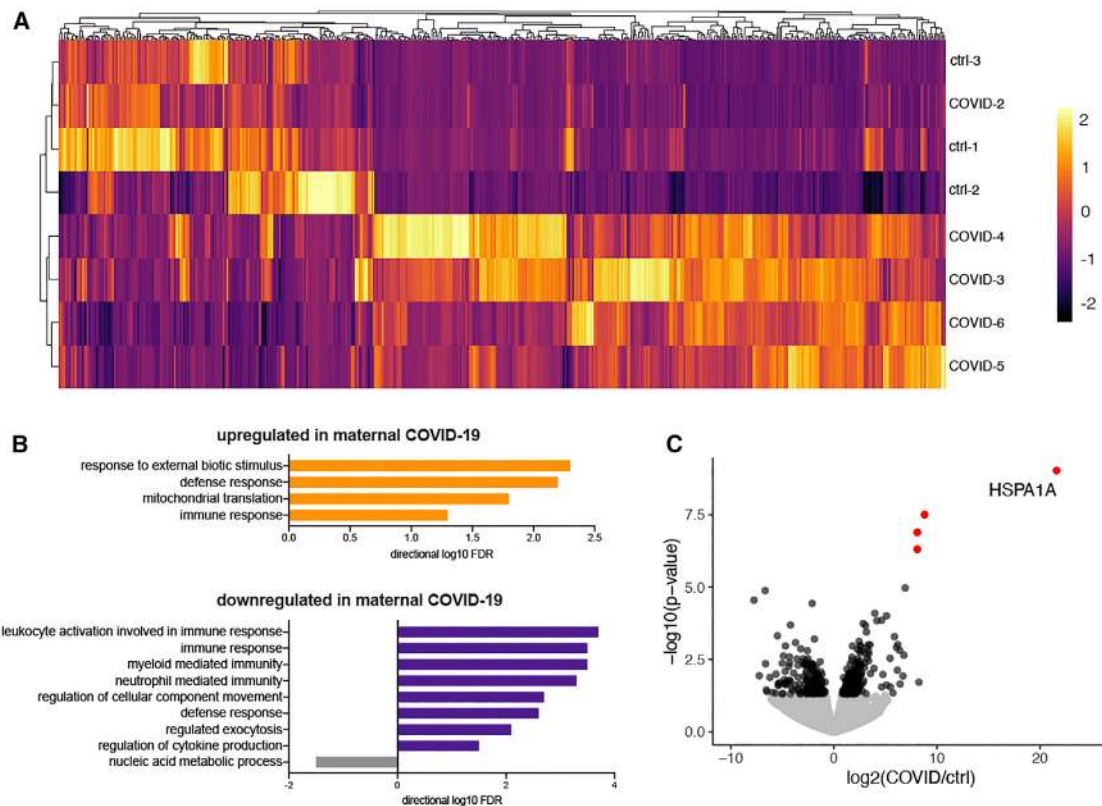 A
ctrl-3
COVID-2
ctrl-1
ctrl-2
COVID-4
COVID-3
COVID-6
COVID-5
2
1
0
-1
-2
B
upregulated in maternal COVID-19
response to external biotic stimulus
defense response
mitochondrial translation
immune response
0.0 0.5 1.0 1.5 2.0 2.5
directional log10 FDR
downregulated in maternal COVID-19
leukocyte activation involved in immune response
immune response
myeloid mediated immunity
neutrophil mediated immunity
regulation of cellular component movement
defense response
regulated exocytosis
regulation of cytokine production
nucleic acid metabolic process
-2 0 2 4
directional log10 FDR
C
HSPA1A
−log10(p−value)
7.5
5.0
2.5
0.0
−10 0 10 20
log2(COVID/ctrl)